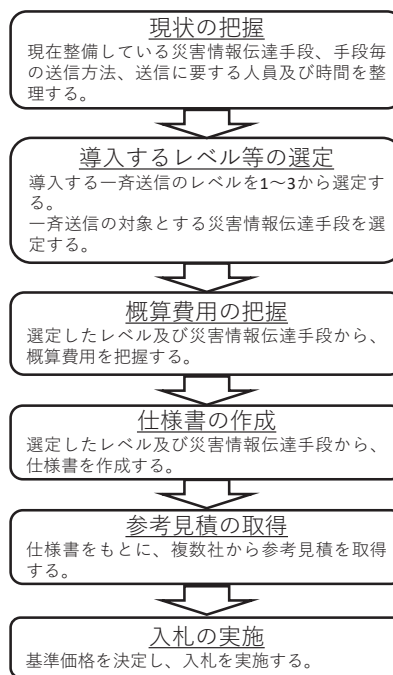 現状の把握
現在整備している災害情報伝達手段、手段毎
の送信方法、送信に要する人員及び時間を整
理する。
導入するレベル等の選定
導入する一斉送信のレベルを1～3から選定す
る。
一斉送信の対象とする災害情報伝達手段を選
定する。
概算費用の把握
選定したレベル及び災害情報伝達手段から、
概算費用を把握する。
仕様書の作成
選定したレベル及び災害情報伝達手段から、
仕様書を作成する。
参考見積の取得
仕様書をもとに、複数社から参考見積を取得
する。
入札の実施
基準価格を決定し、入札を実施する。